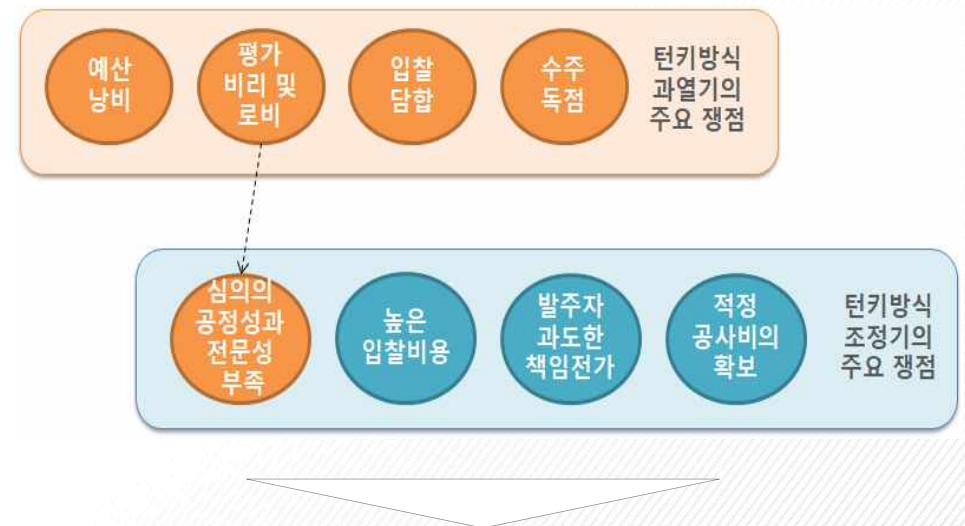 예산
낭비
평가
비리 및
로비
입찰
담합
수주
독점
턴키방식
과열기의
주요 쟁점
심의의
공정성과
전문성
부족
높은
입찰비용
발주자
과도한
책임전가
적정
공사비의
확보
턴키방식
조정기의
주요 쟁점